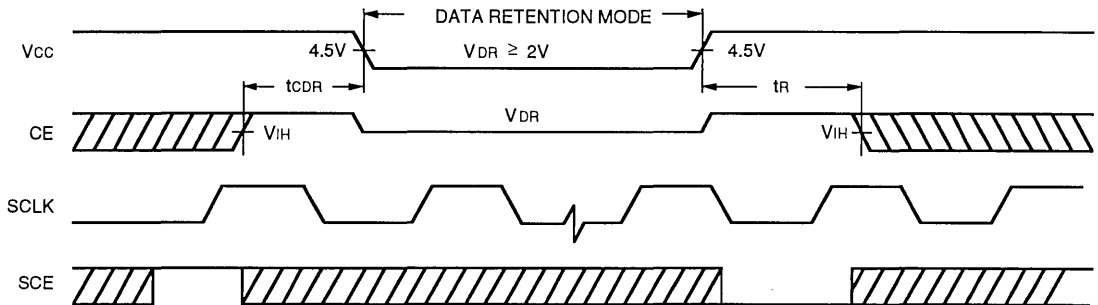 DATA RETENTION MODE
VCC
4.5V
VDR ≥ 2V
4.5V
tCDR
tR
CE
VIH
VDR
VIH
SCLK
SCE